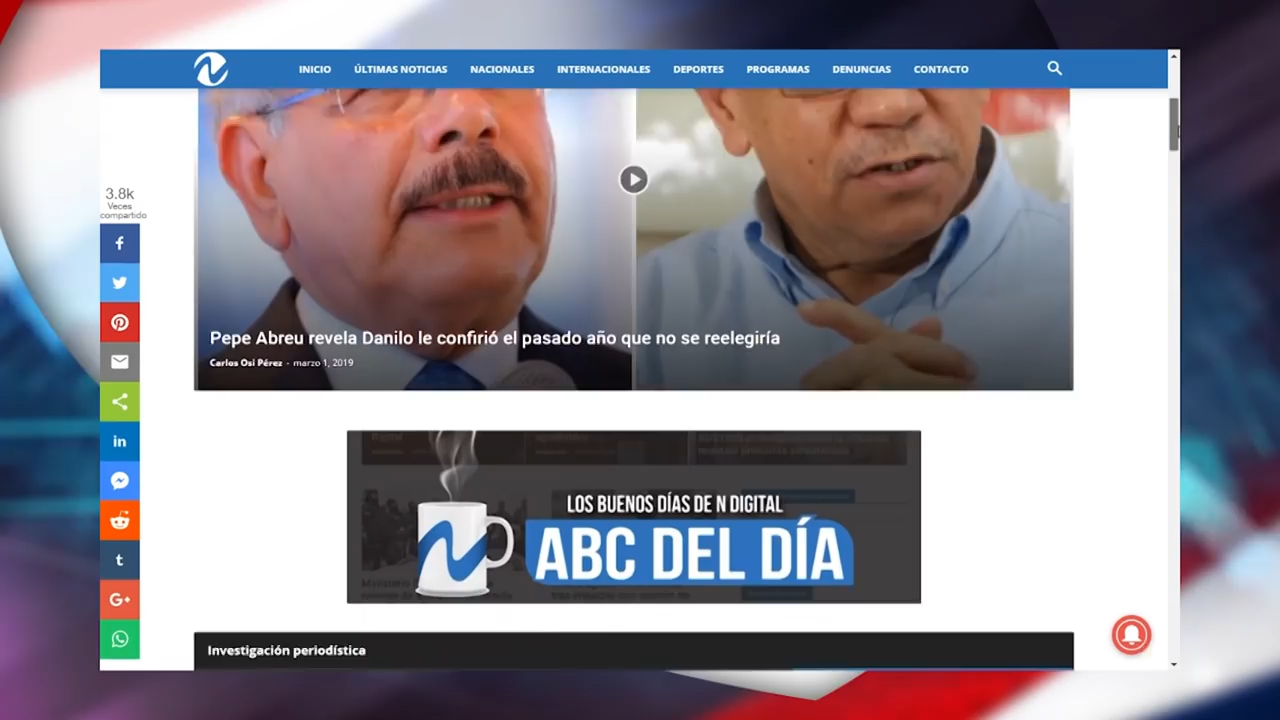 INICIO
ÚLTIMAS NOTICIAS
NACIONALES
INTERNACIONALES
DEPORTES
PROGRAMAS
DENUNCIAS
CONTACTO
3.8k
Veces
compartido
Pepe Abreu revela Danilo le confirió el pasado año que no se reelegiría
Carlos Osi Pérez - marzo 1, 2019
LOS BUENOS DÍAS DE N DIGITAL
ABC DEL DÍA
Investigación periodística